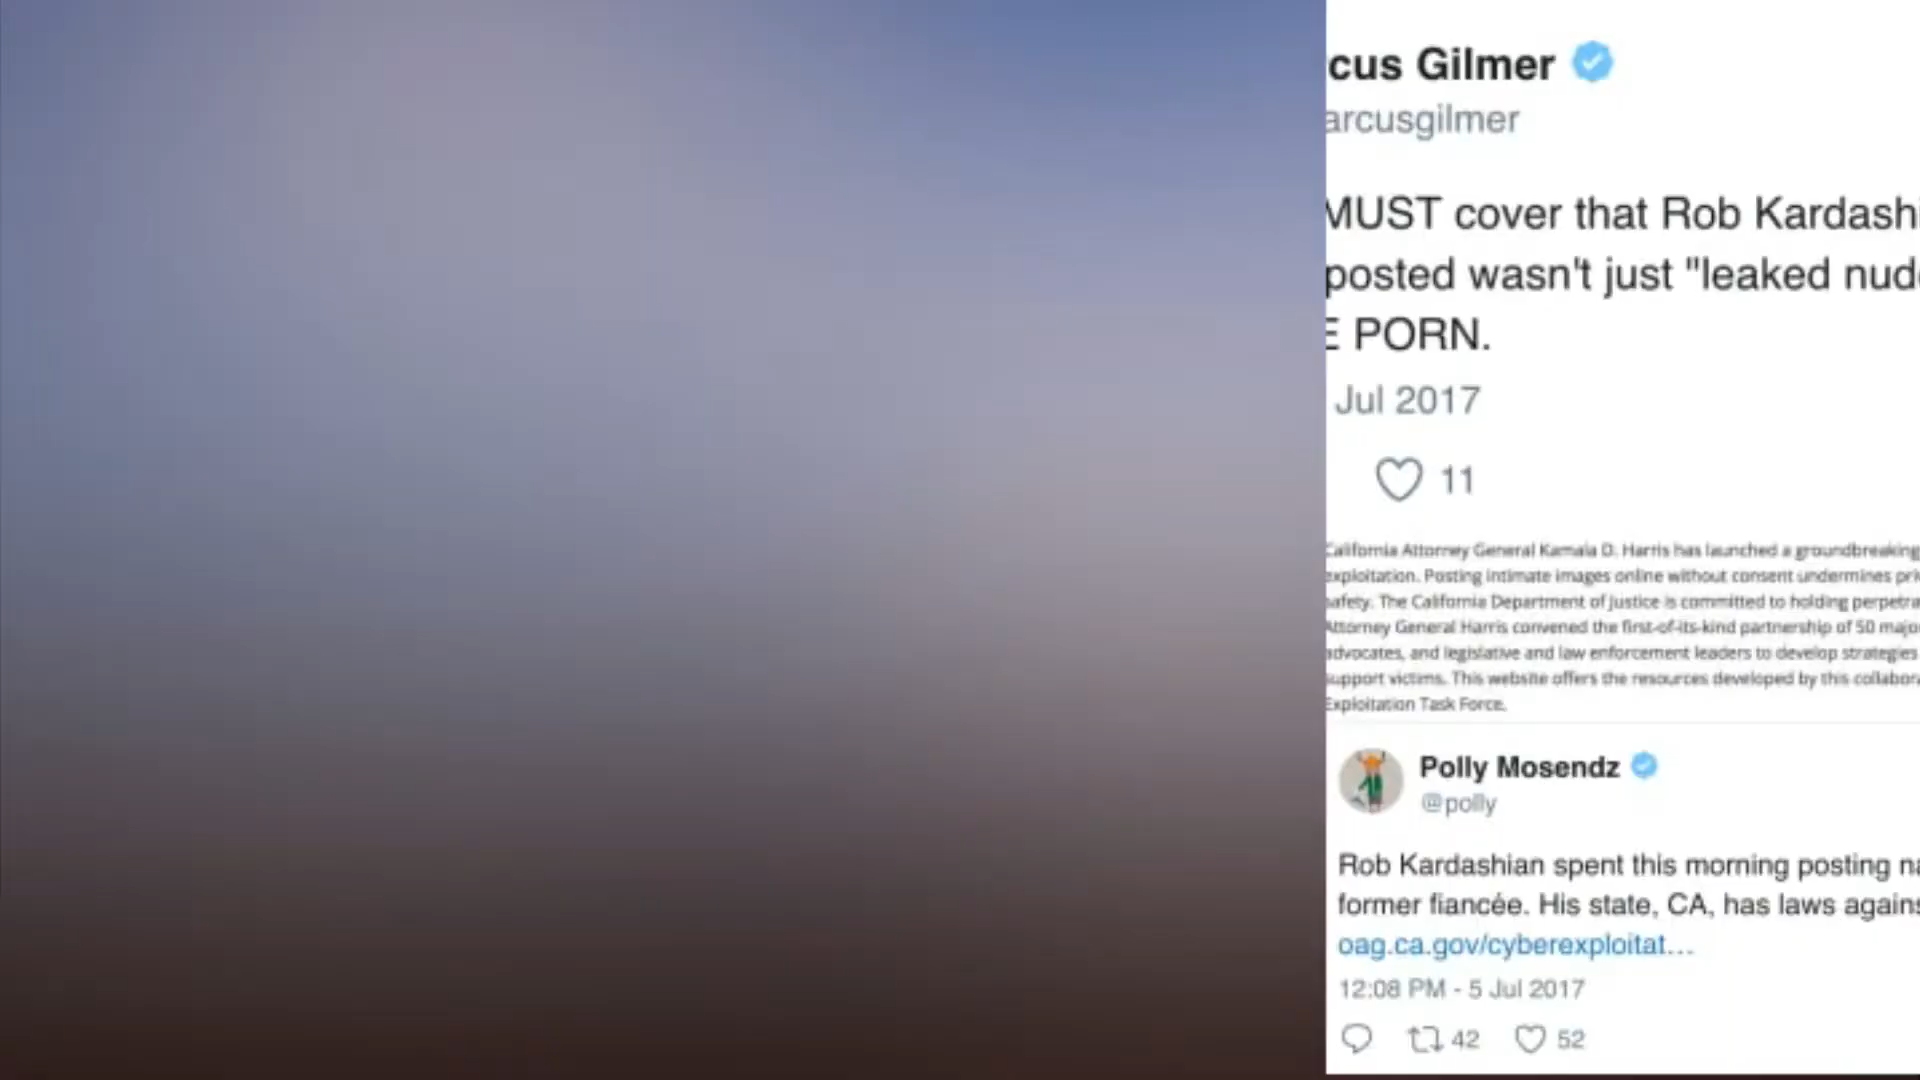 cus Gilmer
arcusgilmer
MUST cover that Rob Kardashi
posted wasn't just "leaked nud
E PORN.
Jul 2017
11
California Attorney General Kamala D. Harris has launched a groundbreaking
exploitation. Posting intimate images online without consent undermines pri
safety. The California Department of Justice is committed to holding perpetra
Attorney General Harris convened the first-of-its-kind partnership of 50 majo
advocates, and legislative and law enforcement leaders to develop strategies
support victims. This website offers the resources developed by this collabor
Exploitation Task Force.
Polly Mosendz
@polly
Rob Kardashian spent this morning posting na
former fiancée. His state, CA, has laws agains
oag.ca.gov/cyberexploitat…
12:08 PM - 5 Jul 2017
42 52